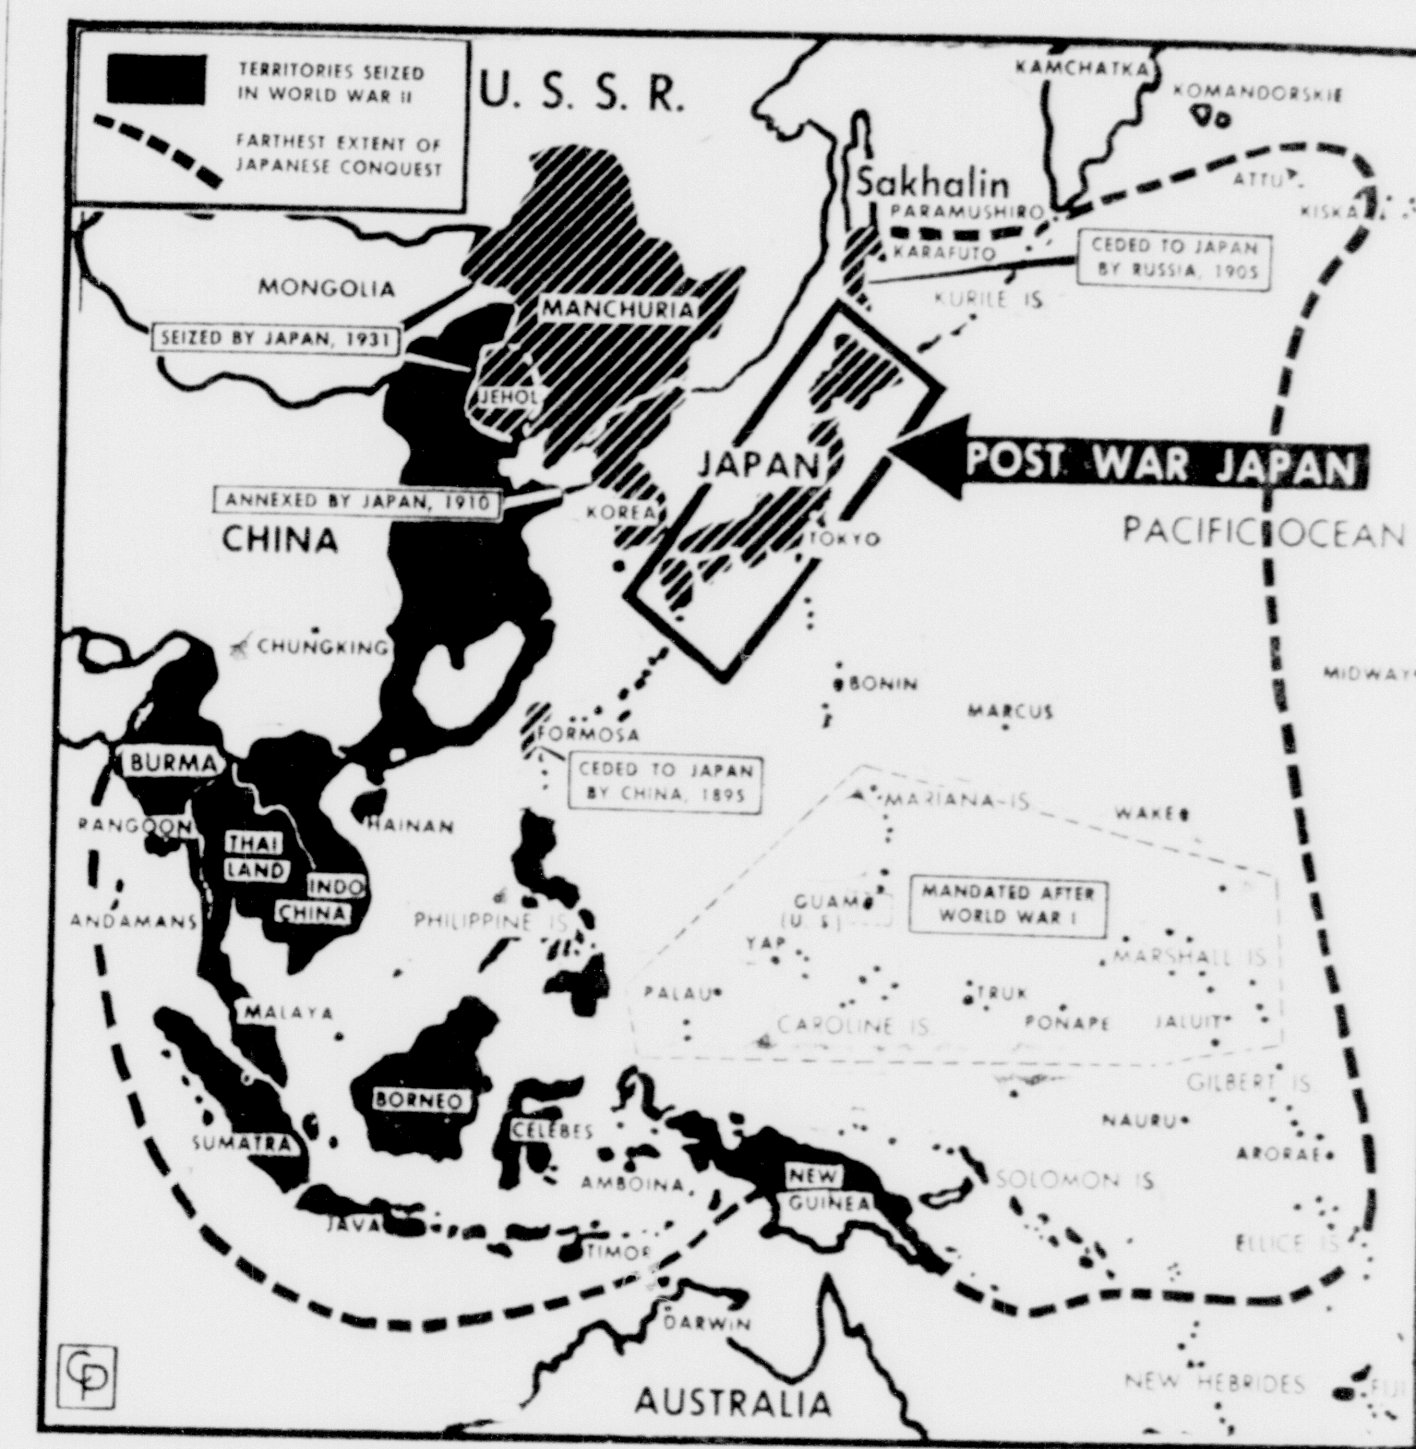 TERRITORIES SEIZED
IN WORLD WAR II
FARTHEST EXTENT OF
JAPANESE CONQUEST
U. S. S. R.
KAMCHATKA
KOMANDORSKIE
Sakhalin
ATTU
PARAMUSHIRO
KISKA
KARAFUTO
CEDED TO JAPAN
BY RUSSIA, 1905
KURILE IS
MONGOLIA
MANCHURIA
SEIZED BY JAPAN, 1931
JEHOL
JAPAN
POST WAR JAPAN
ANNEXED BY JAPAN, 1910
KOREA
CHINA
TOKYO
PACIFIC OCEAN
CHUNGKING
BONIN
MARCUS
MIDWAY
FORMOSA
BURMA
CEDED TO JAPAN
BY CHINA, 1895
MARIANA IS
WAKE
RANGOON
HAINAN
THAI
LAND
INDO
CHINA
MANDATED AFTER
WORLD WAR I
GUAM
(U. S.)
ANDAMANS
PHILIPPINE IS
YAP
MARSHALL IS
PALAU
TRUK
MALAYA
CAROLINE IS
PONAPE
JALUIT
GILBERT IS
BORNEO
CELEBES
NAURU
SUMATRA
ARORAE
AMBOINA
NEW
GUINEA
SOLOMON IS
JAVA
TIMOR
ELLICE IS
DARWIN
CP
AUSTRALIA
NEW HEBRIDES
FIJI